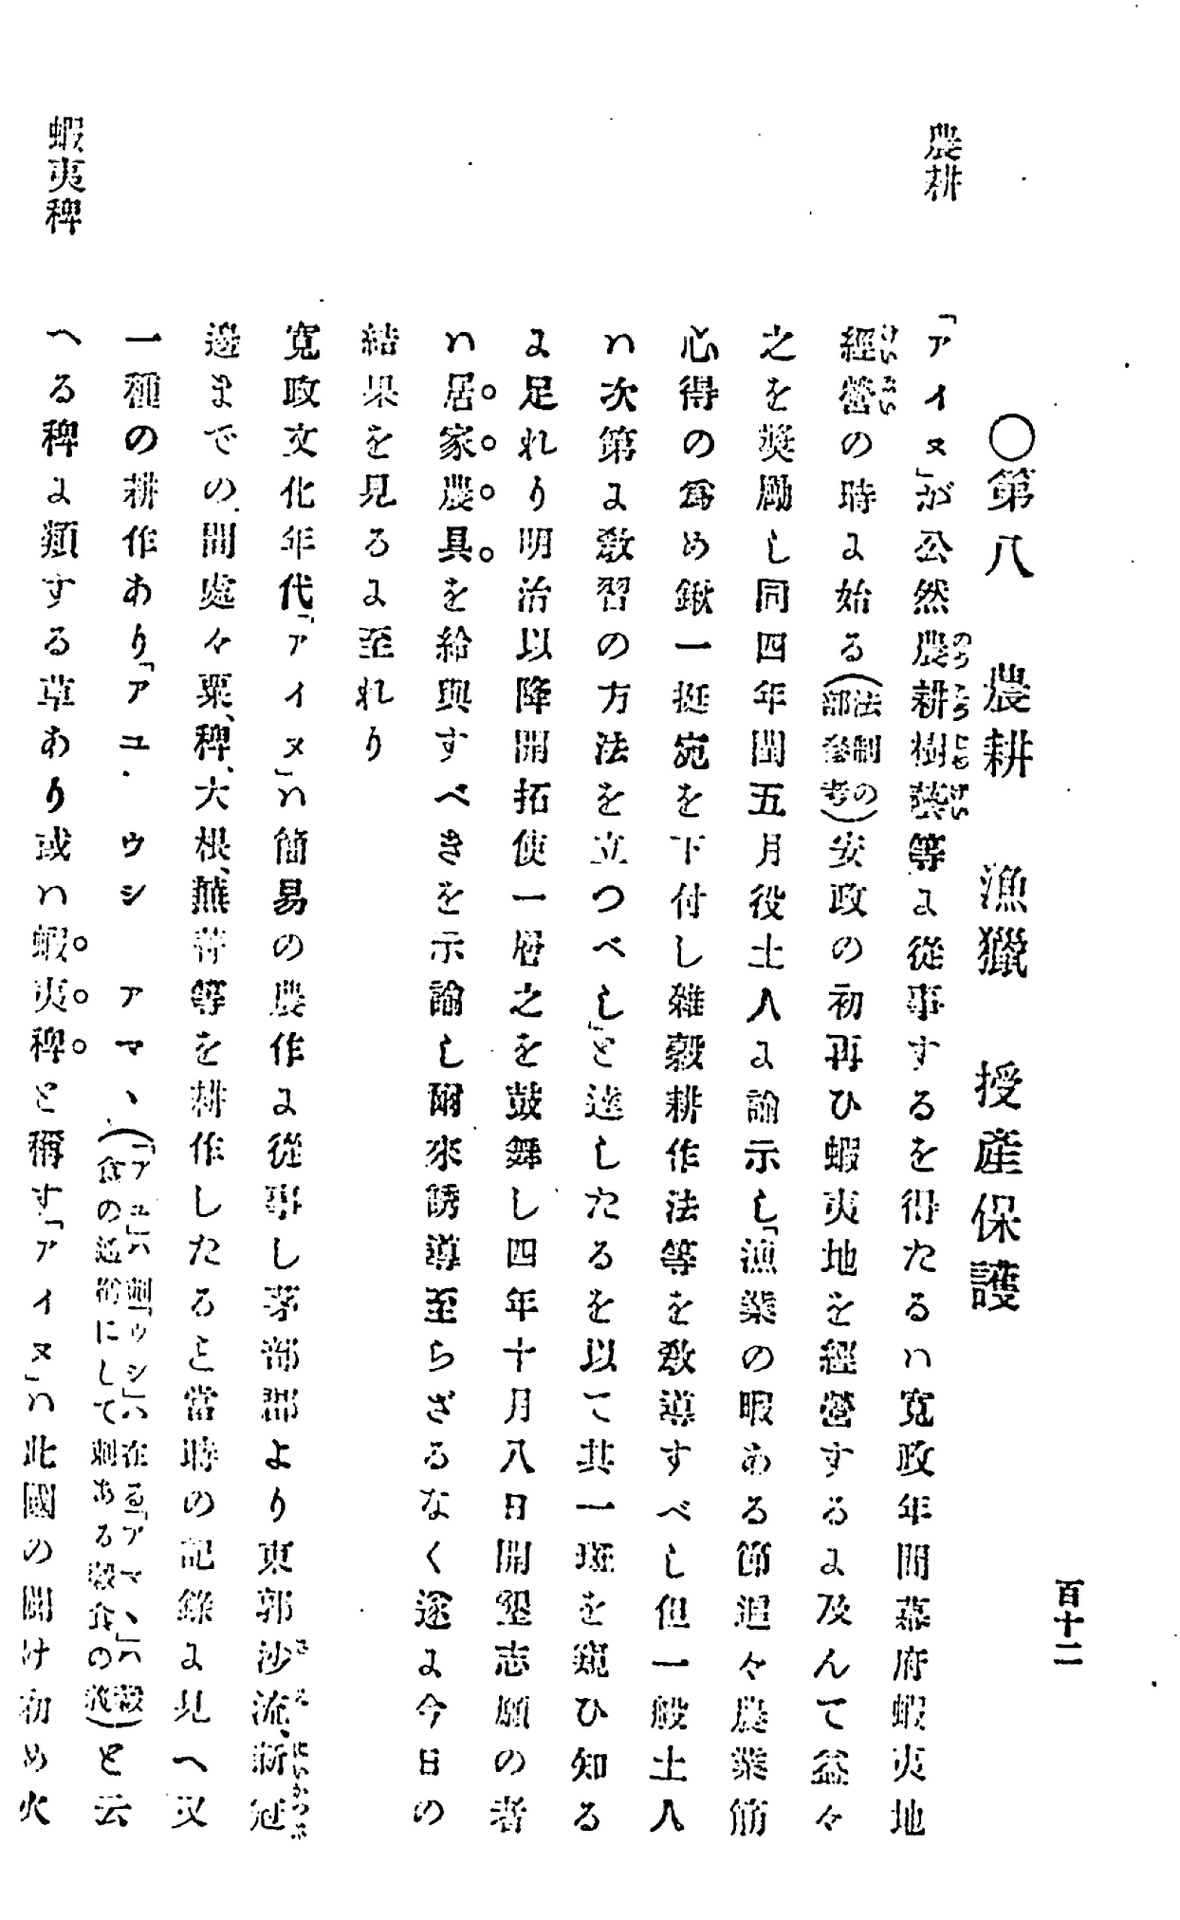 百十二
○第八　農耕　漁獵　授産保護
農耕
「アイヌ」が公然農耕樹藝等に從事するを得たるハ寛政年間幕府蝦夷地
經營の時に始る（法制の部參考）安政の初再ひ蝦夷地を經營するに及んて益々
之を奬勵し同四年閏五月役土人に諭示し「漁業の暇ある節追々農業筋
心得の爲め鍬一挺宛を下付し雑穀耕作法等を敎導すべし但一般土人
ハ次第に敎習の方法を立つべし」と達したるを以て其一斑を窺ひ知る
に足れり明治以降開拓使一層之を鼓舞し四年十月八日開墾志願の者
ハ居家農具を給與すべきを示諭し爾來誘導至らざるなく遂に今日の
結果を見るに至れり
寛政文化年代「アイヌ」ハ簡易の農作に從事し茅部郡より東部沙流、新冠
邊までの間處々粟、稗、大根、蕪菁等を耕作したると當時の記錄に見へ又
一種の耕作あり「アユ・ウシ　アマヽ（「アユ」ハ刺「ウシ」ハ在る「アマヽ」ハ穀食の通稱にして刺ある穀食の義）と云
蝦夷稗
へる稗に類する草あり或ハ蝦夷稗と稱す「アイヌ」ハ此國の開け初め火